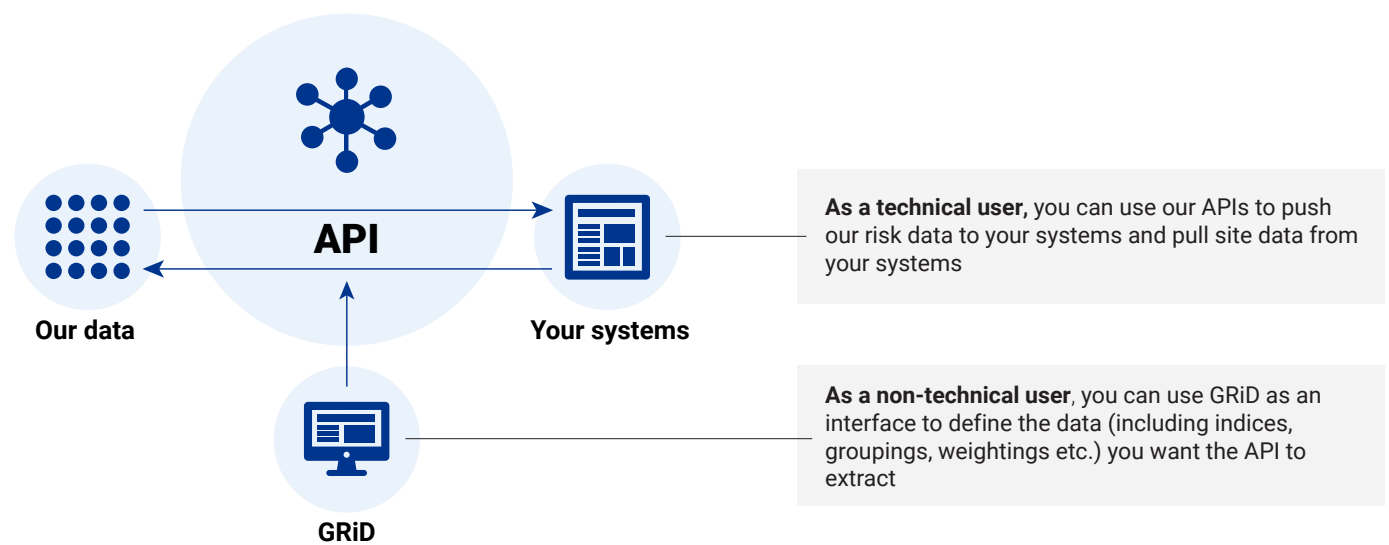 API
Our data
Your systems
GRiD
As a technical user, you can use our APIs to push
our risk data to your systems and pull site data from
your systems
As a non-technical user, you can use GRiD as an
interface to define the data (including indices,
groupings, weightings etc.) you want the API to
extract